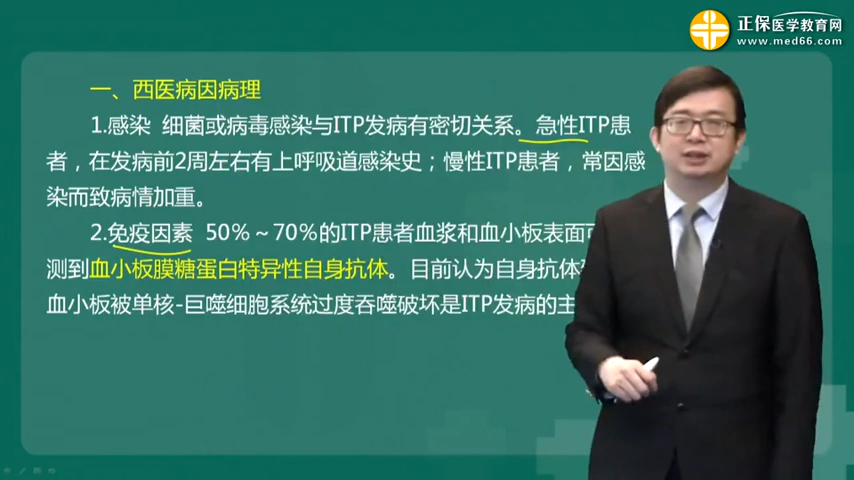 正保医学教育网
www.med66.com
一、西医病因病理
1.感染 细菌或病毒感染与ITP发病有密切关系。急性ITP患
者，在发病前2周左右有上呼吸道感染史；慢性ITP患者，常因感
染而致病情加重。
2.免疫因素 50%～70%的ITP患者血浆和血小板表面
测到血小板膜糖蛋白特异性自身抗体。目前认为自身抗体
血小板被单核-巨噬细胞系统过度吞噬破坏是ITP发病的主